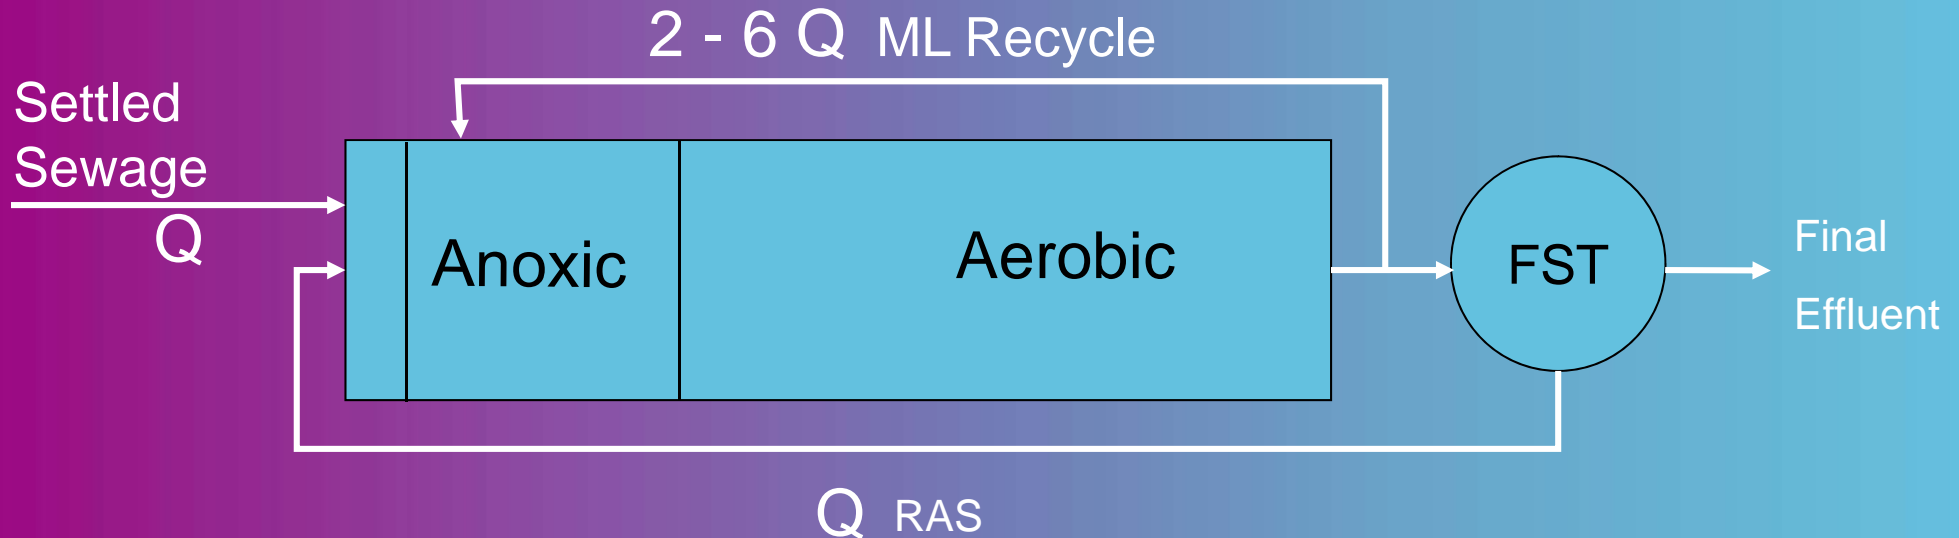 2 - 6 Q ML Recycle
Settled
Sewage
Q
Anoxic
Aerobic
FST
Final
Effluent
Q RAS